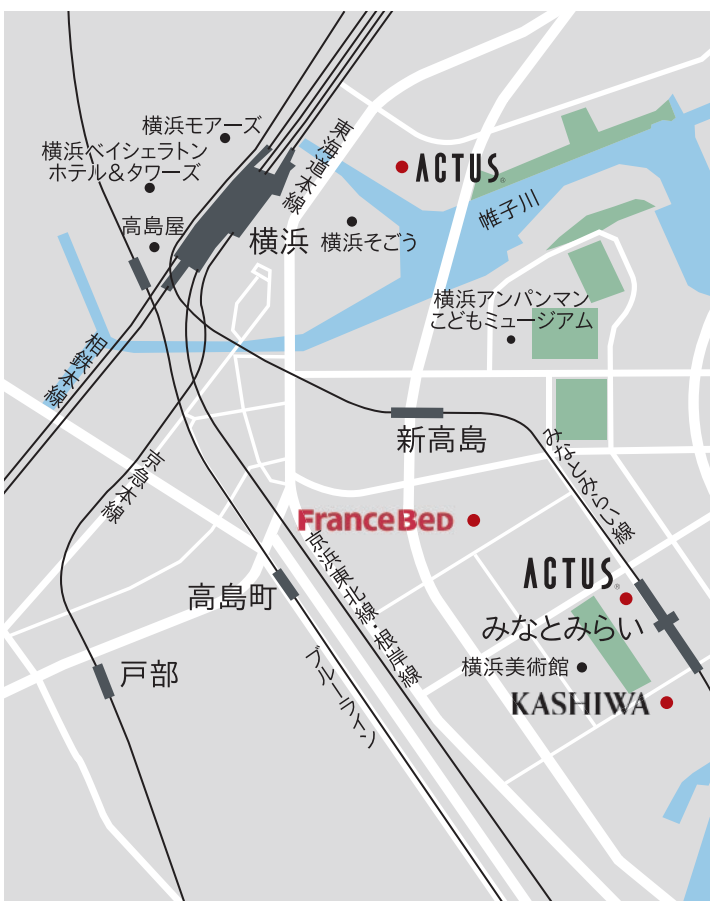 横浜モアーズ
東海道本線
横浜ベイシェラトン
ホテル&タワーズ
ACTUS®
高島屋
帷子川
横浜
横浜そごう
横浜アンパンマン
こどもミュージアム
相鉄本線
新高島
みなとみらい線
京急本線
FRANCEBED
京浜東北線・根岸線
ACTUS®
高島町
みなとみらい
ブルーライン
戸部
横浜美術館
KASHIWA